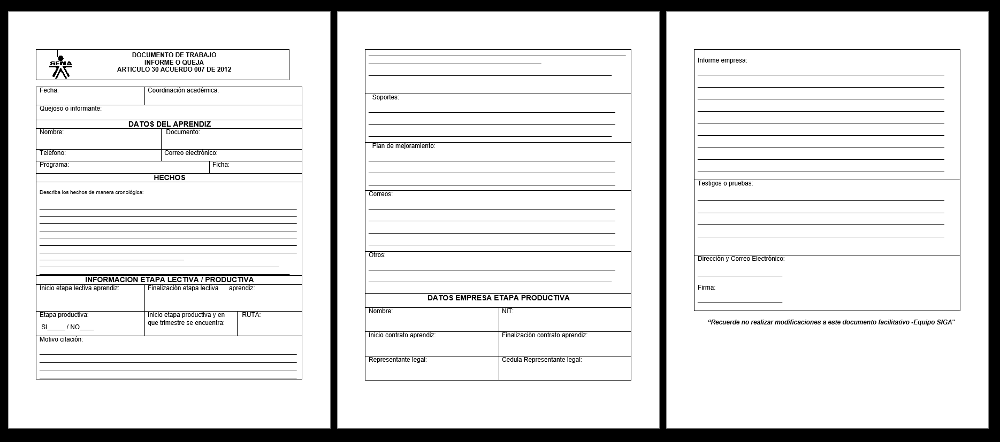 DOCUMENTO DE TRABAJO
INFORME O QUEJA
ARTÍCULO 30 ACUERDO 007 DE 2012
SENA
Fecha:
Coordinación académica:
Quejoso o informante:
DATOS DEL APRENDIZ
Nombre:
Documento:
Teléfono:
Correo electrónico:
Programa:
Ficha:
HECHOS
Describa los hechos de manera cronológica:
INFORMACIÓN ETAPA LECTIVA / PRODUCTIVA
Inicio etapa lectiva aprendiz:
Finalización etapa lectiva aprendiz:
Etapa productiva:
SI_____ / NO____
Inicio etapa productiva y en
que trimestre se encuentra:
RUTA:
Motivo citación:
Soportes:
Plan de mejoramiento:
Correos:
Otros:
DATOS EMPRESA ETAPA PRODUCTIVA
Nombre:
NIT:
Inicio contrato aprendiz:
Finalización contrato aprendiz:
Representante legal:
Cedula Representante legal:
Informe empresa:
Testigos o pruebas:
Dirección y Correo Electrónico:
Firma:
“Recuerde no realizar modificaciones a este documento facilitativo -Equipo SIGA¨